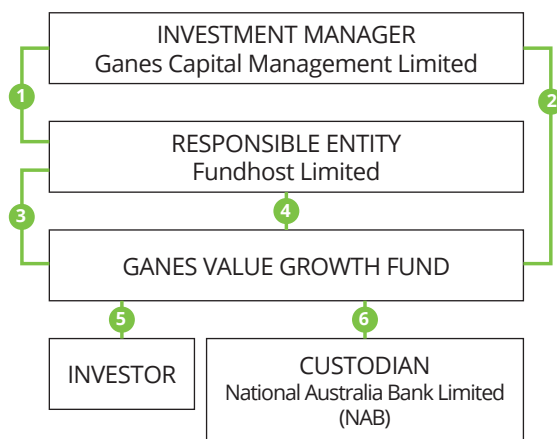 INVESTMENT MANAGER
Ganes Capital Management Limited
1
2
RESPONSIBLE ENTITY
Fundhost Limited
3
4
GANES VALUE GROWTH FUND
5
6
INVESTOR
CUSTODIAN
National Australia Bank Limited
(NAB)